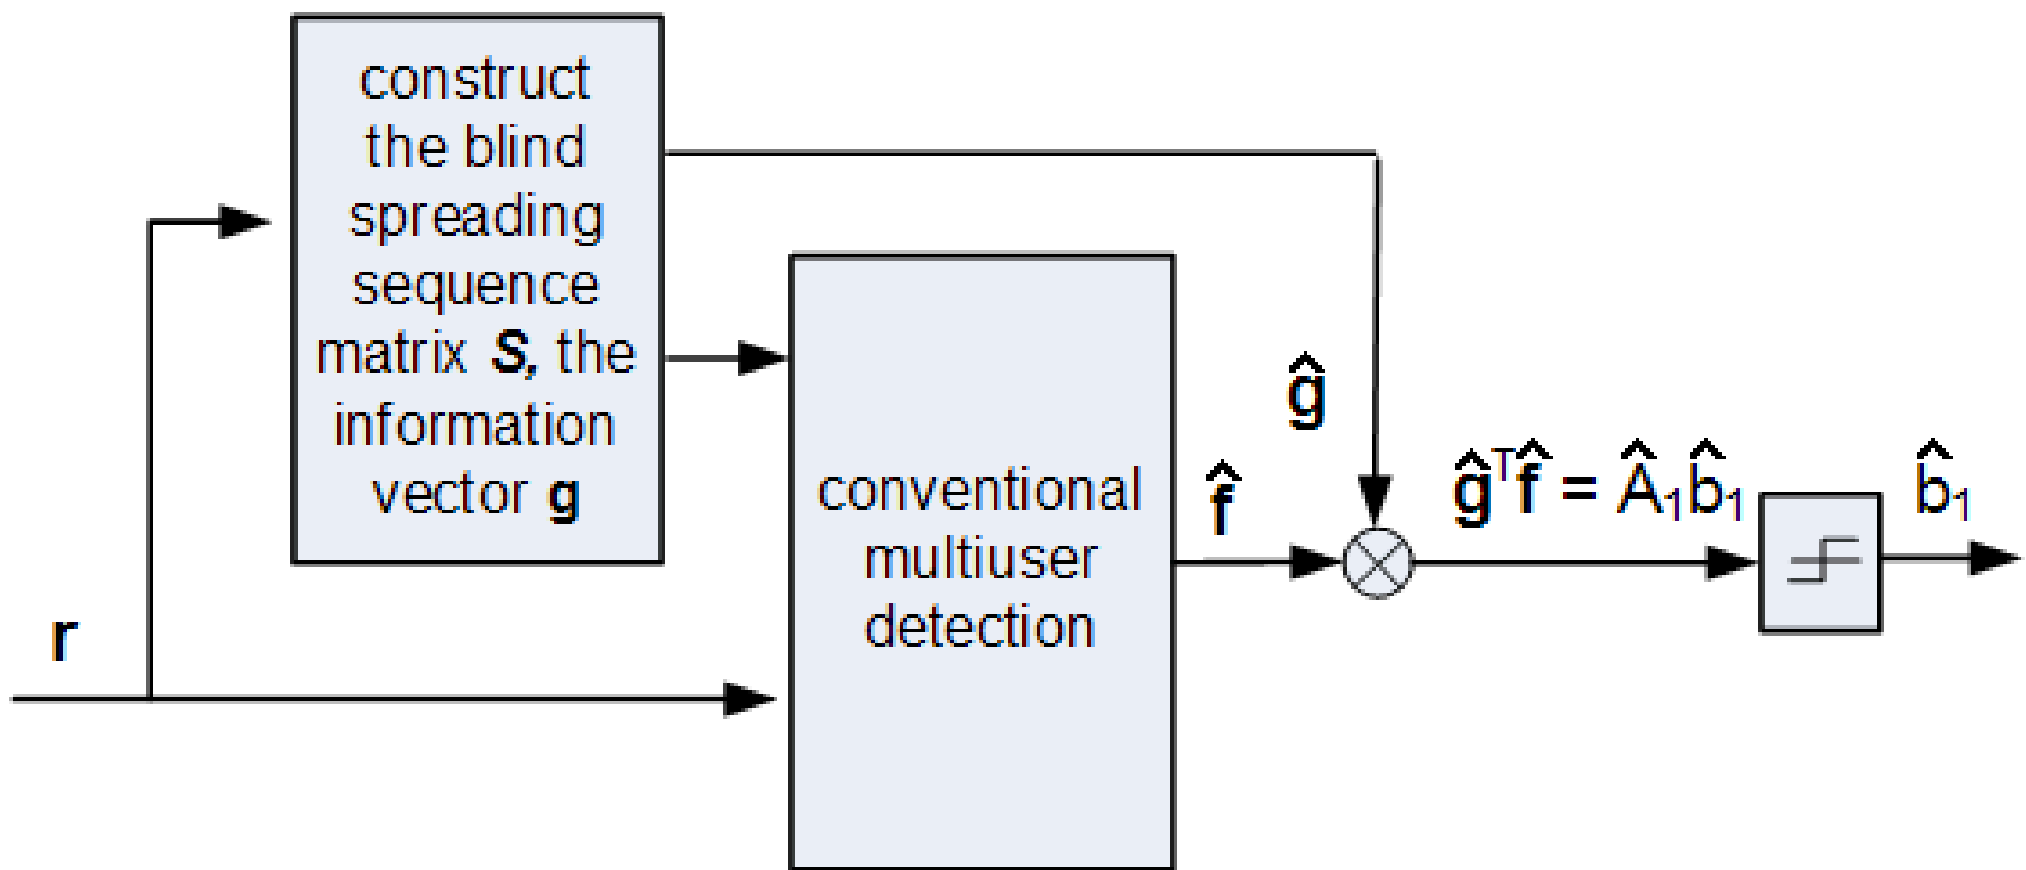 construct
the blind
spreading
sequence
matrix S, the
information
vector g
conventional
multiuser
detection
r
ĝ
f̂
ĝᵀf̂ = Â₁b̂₁
b̂₁